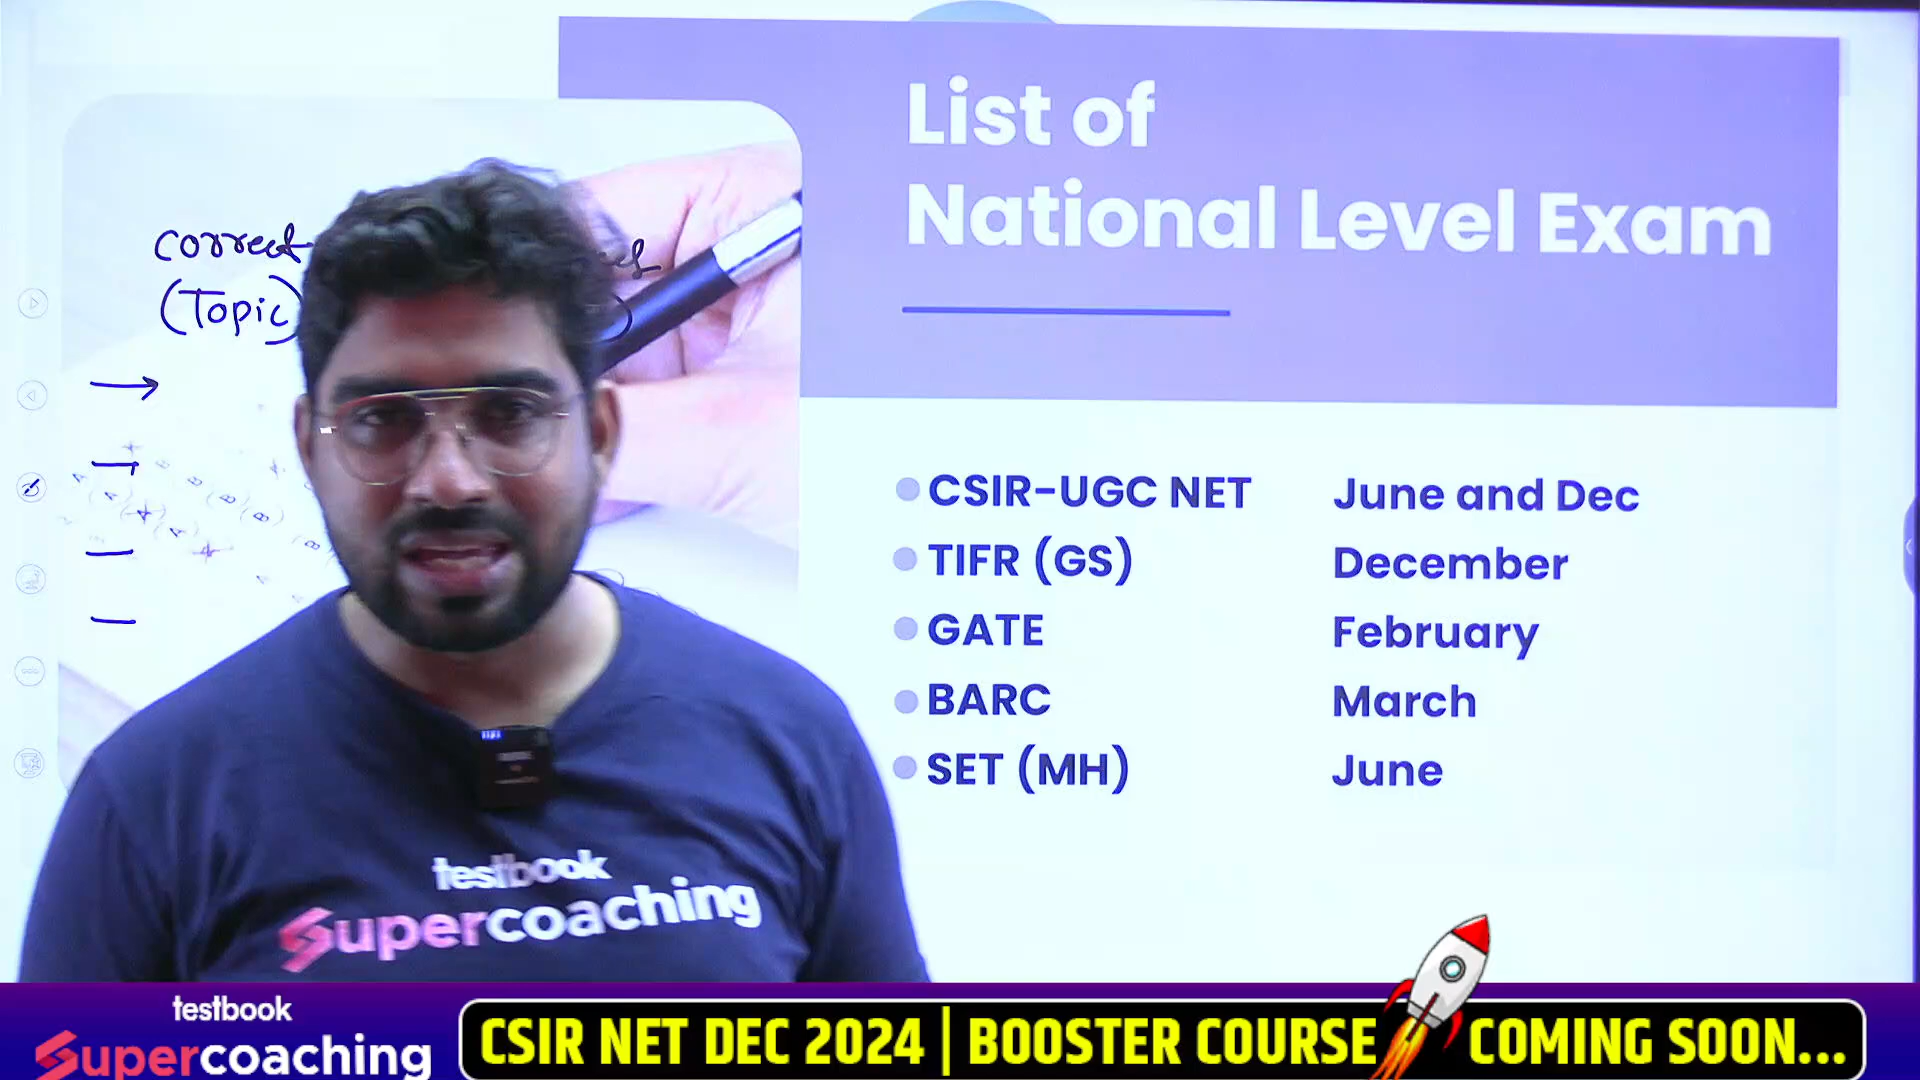 List of
National Level Exam
correct
(Topic)
CSIR-UGC NET June and Dec
TIFR (GS) December
GATE February
BARC March
SET (MH) June
testbook
Supercoaching
testbook
Supercoaching
CSIR NET DEC 2024 | BOOSTER COURSE COMING SOON...